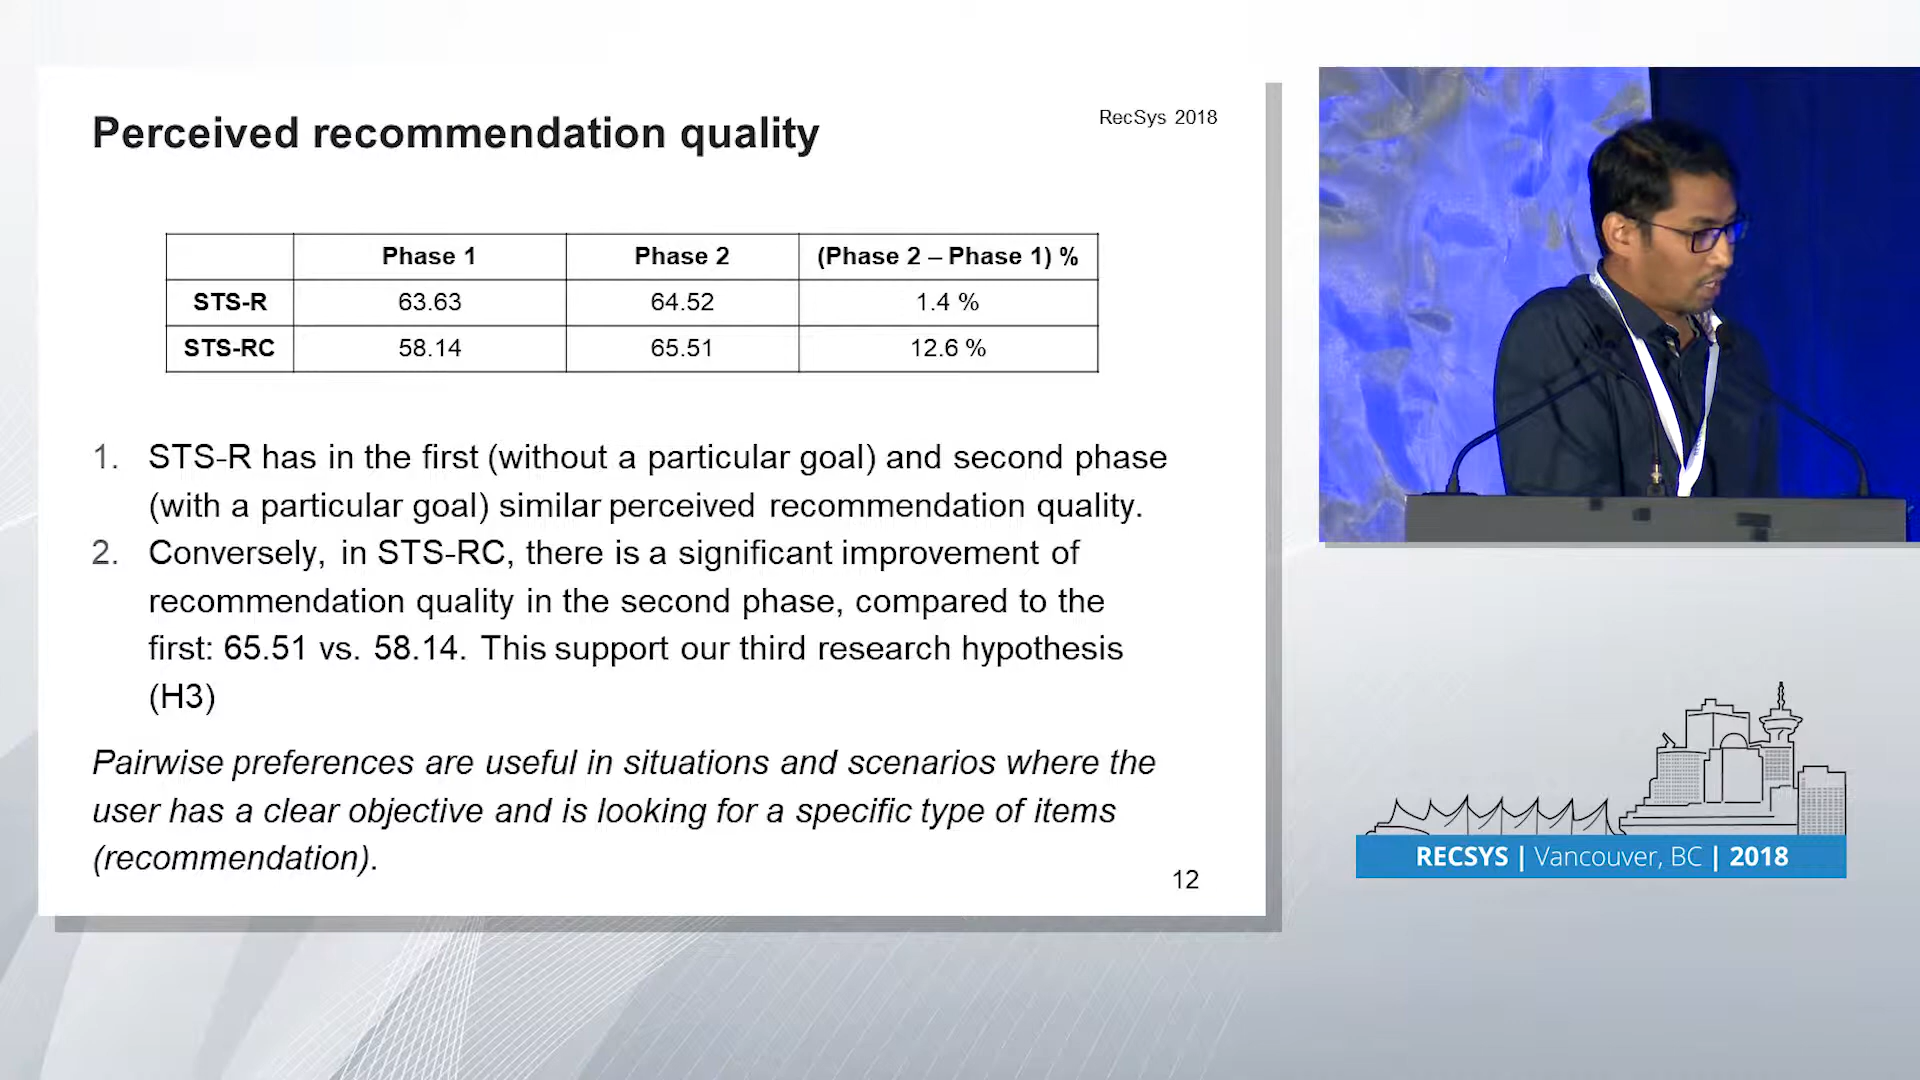 Perceived recommendation quality
RecSys 2018
Phase 1 Phase 2 (Phase 2 – Phase 1) %
STS-R 63.63 64.52 1.4 %
STS-RC 58.14 65.51 12.6 %
1. STS-R has in the first (without a particular goal) and second phase
(with a particular goal) similar perceived recommendation quality.
2. Conversely, in STS-RC, there is a significant improvement of
recommendation quality in the second phase, compared to the
first: 65.51 vs. 58.14. This support our third research hypothesis
(H3)
Pairwise preferences are useful in situations and scenarios where the
user has a clear objective and is looking for a specific type of items
(recommendation).
12
RECSYS | Vancouver, BC | 2018